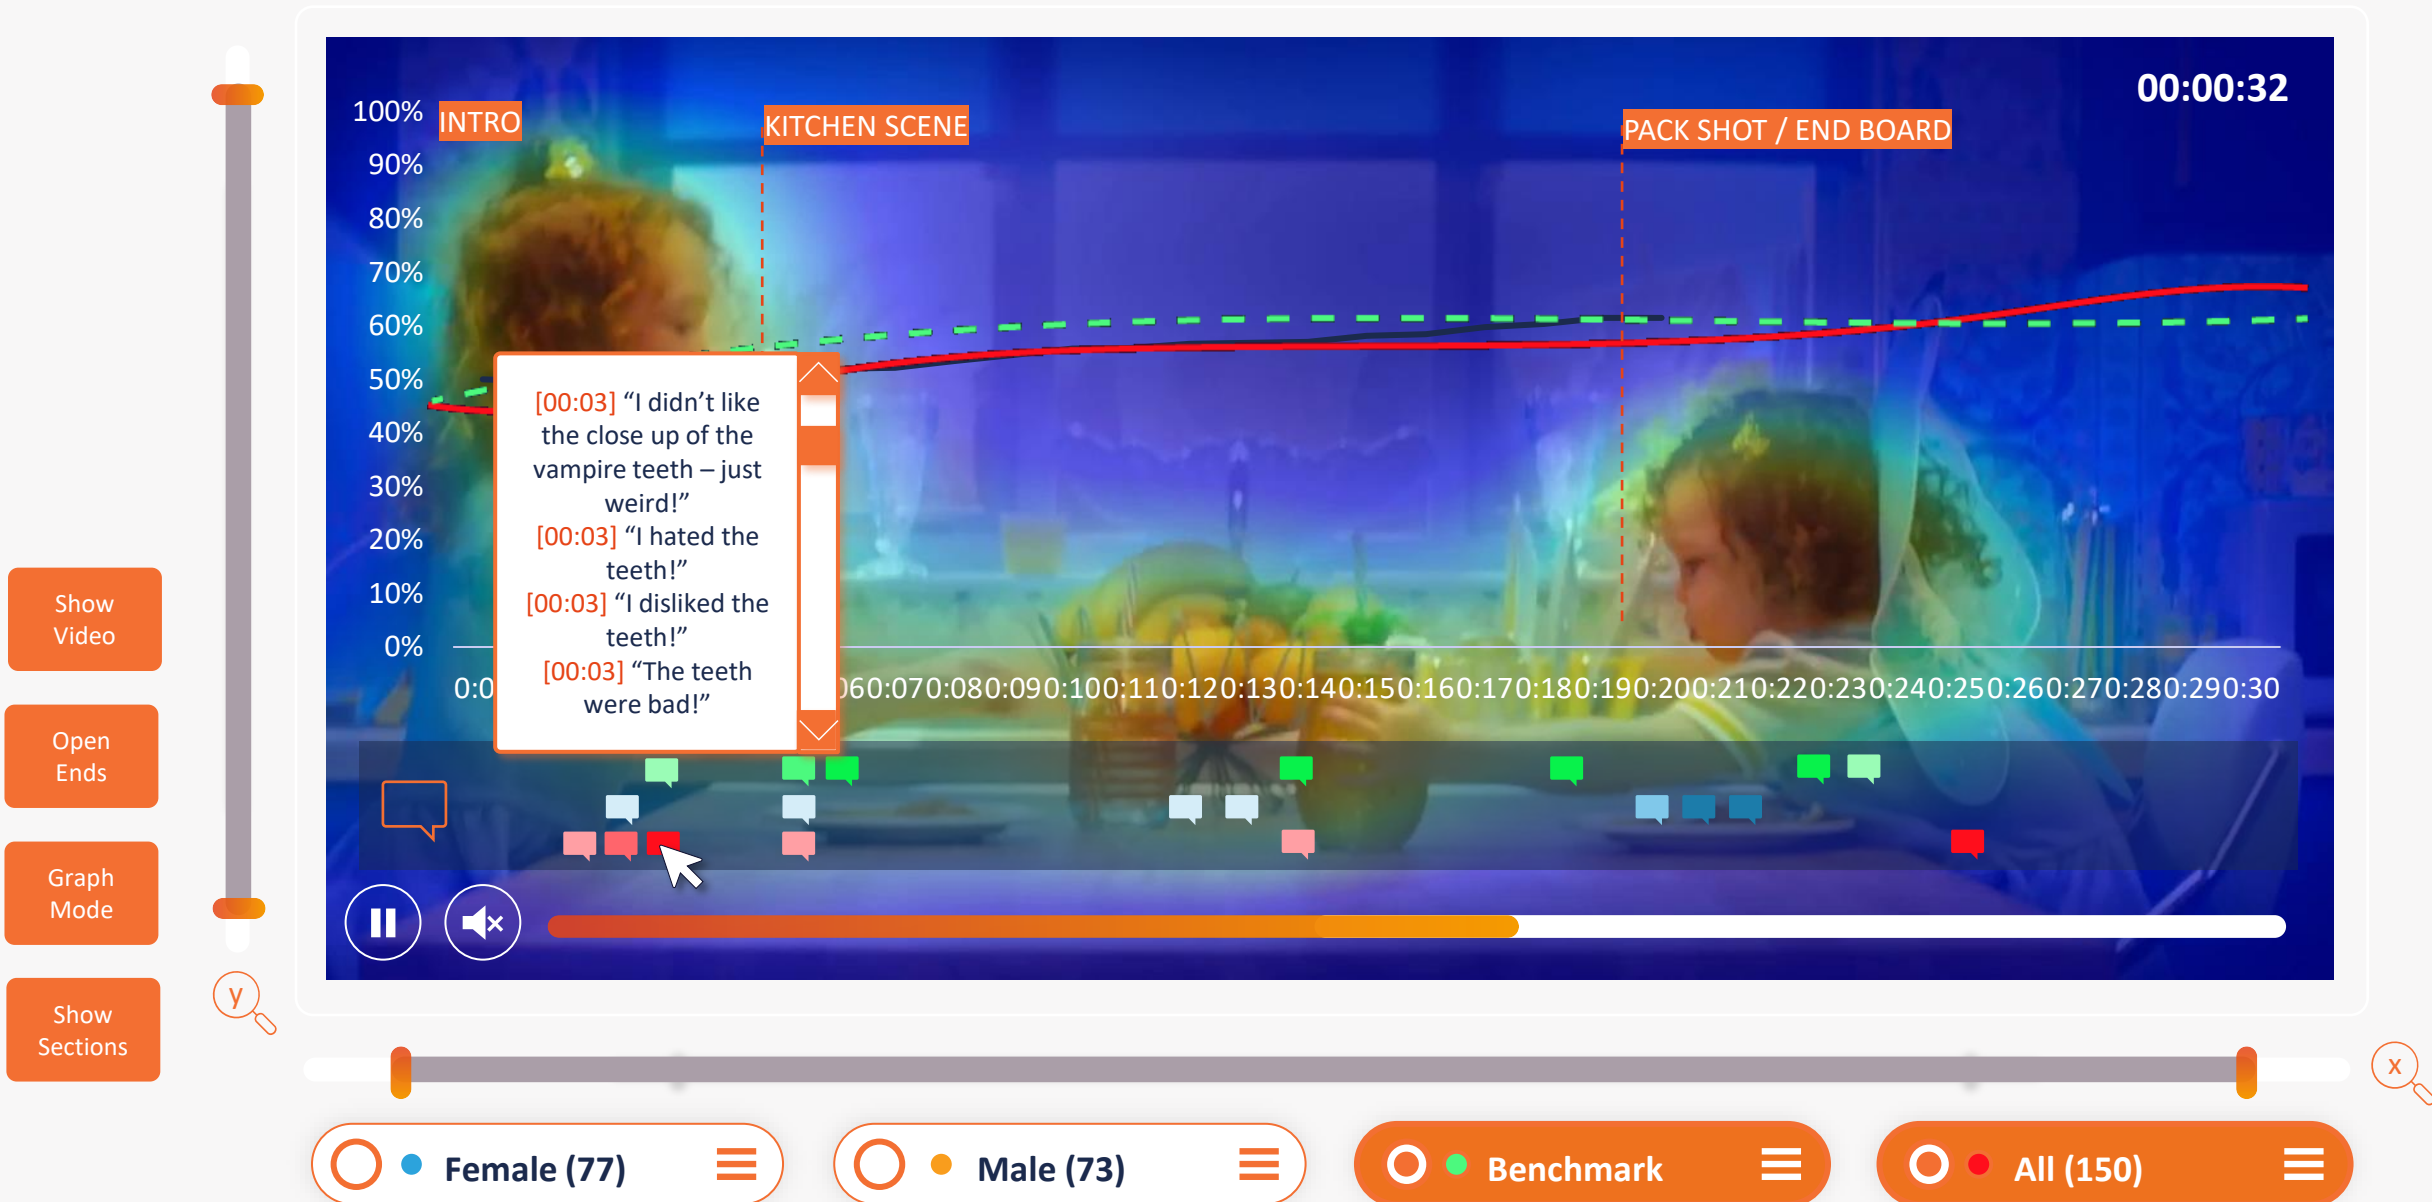 00:00:32
100%
INTRO
KITCHEN SCENE
PACK SHOT / END BOARD
90%
80%
70%
60%
50%
40%
30%
20%
10%
0%
[00:03] “I didn’t like
the close up of the
vampire teeth – just
weird!”
[00:03] “I hated the
teeth!”
[00:03] “I disliked the
teeth!”
[00:03] “The teeth
were bad!”
0:0
060:070:080:090:100:110:120:130:140:150:160:170:180:190:200:210:220:230:240:250:260:270:280:290:30
Show
Video
Open
Ends
Graph
Mode
Show
Sections
y
x
Female (77)
Male (73)
Benchmark
All (150)